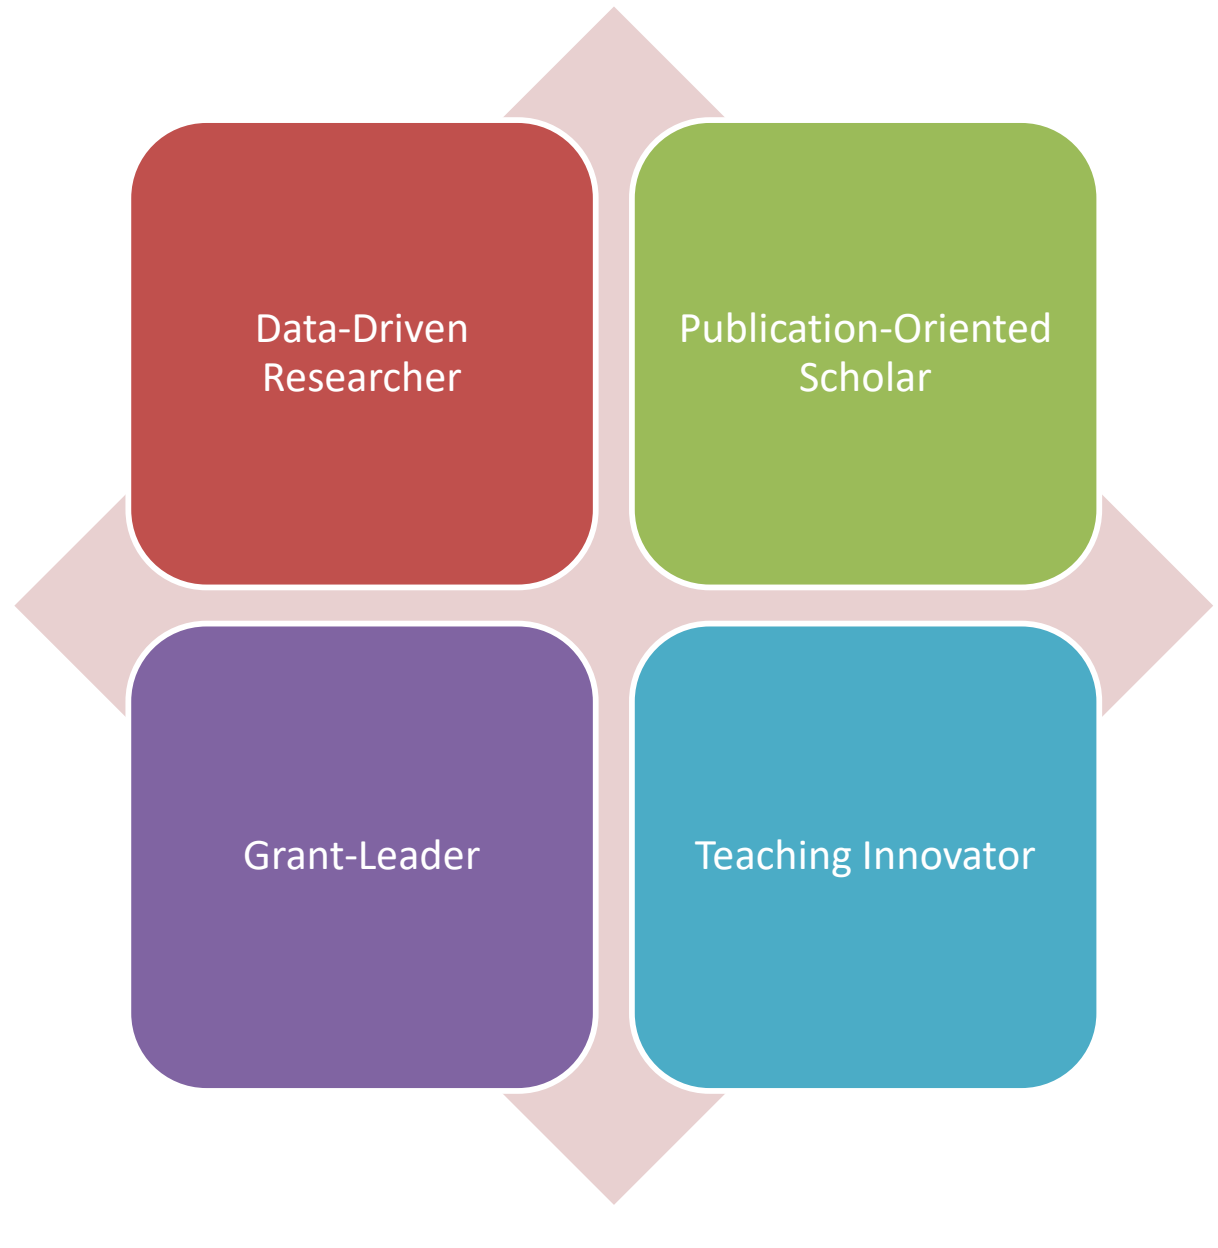 Data-Driven
Researcher
Publication-Oriented
Scholar
Grant-Leader
Teaching Innovator